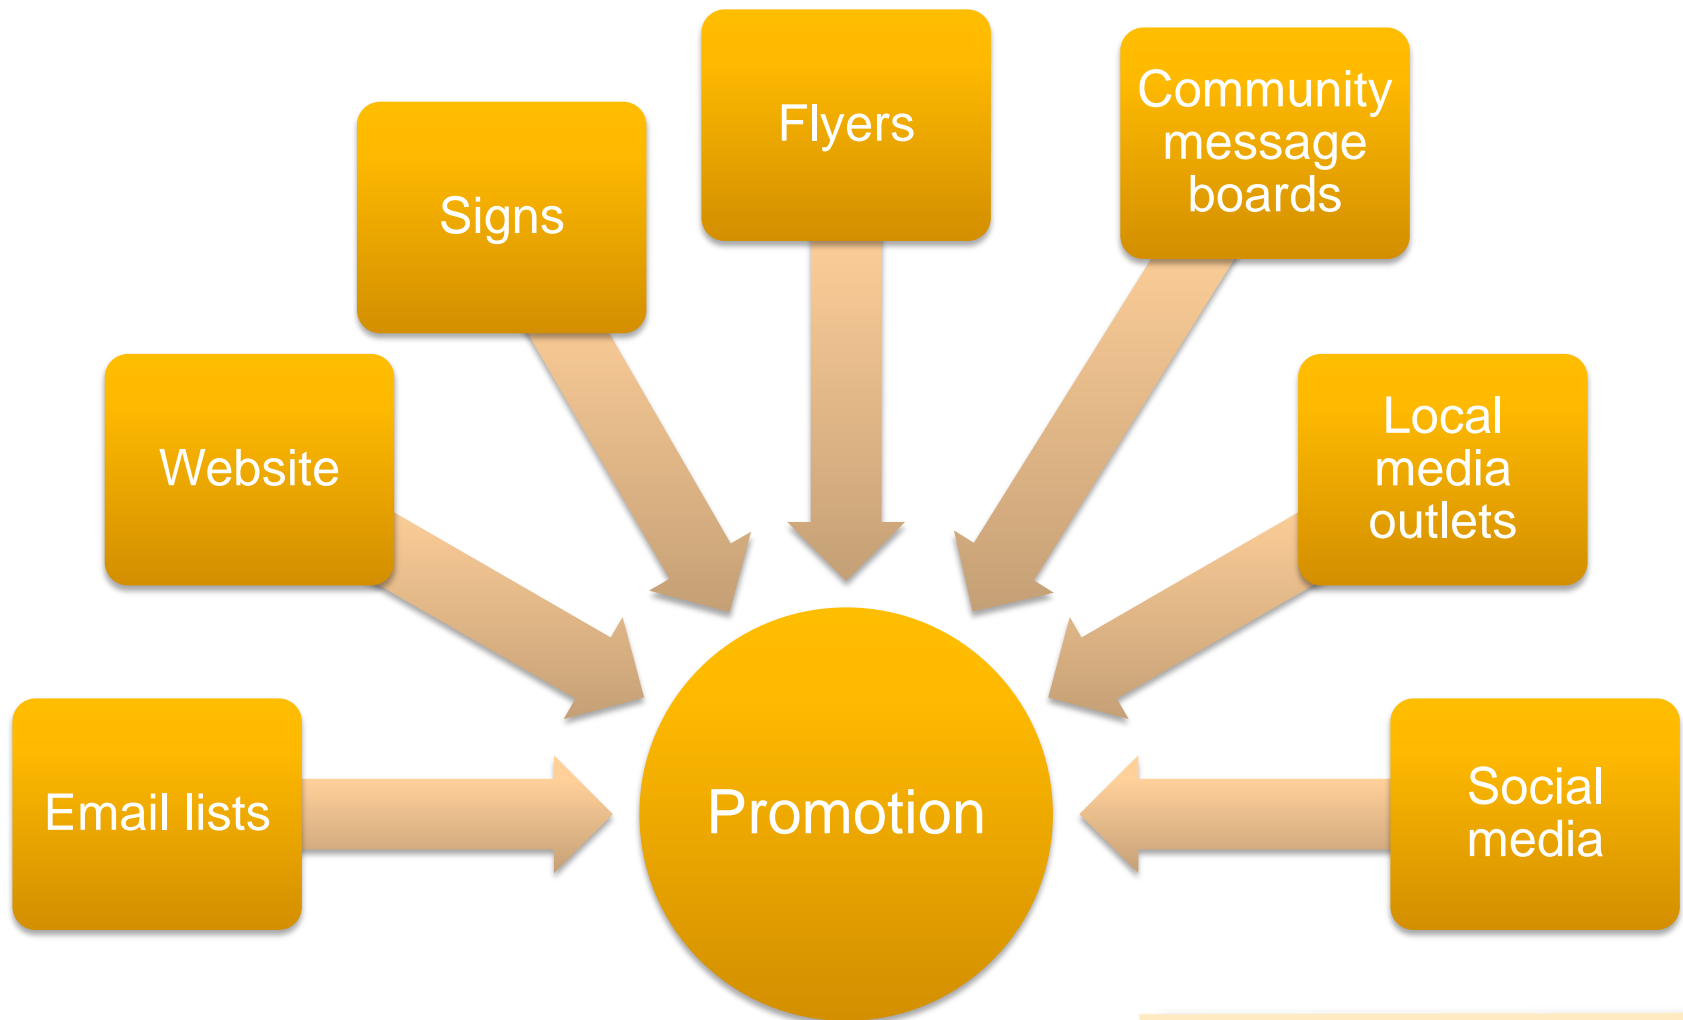 Flyers
Community
message
boards
Signs
Local
media
outlets
Website
Social
media
Email lists
Promotion